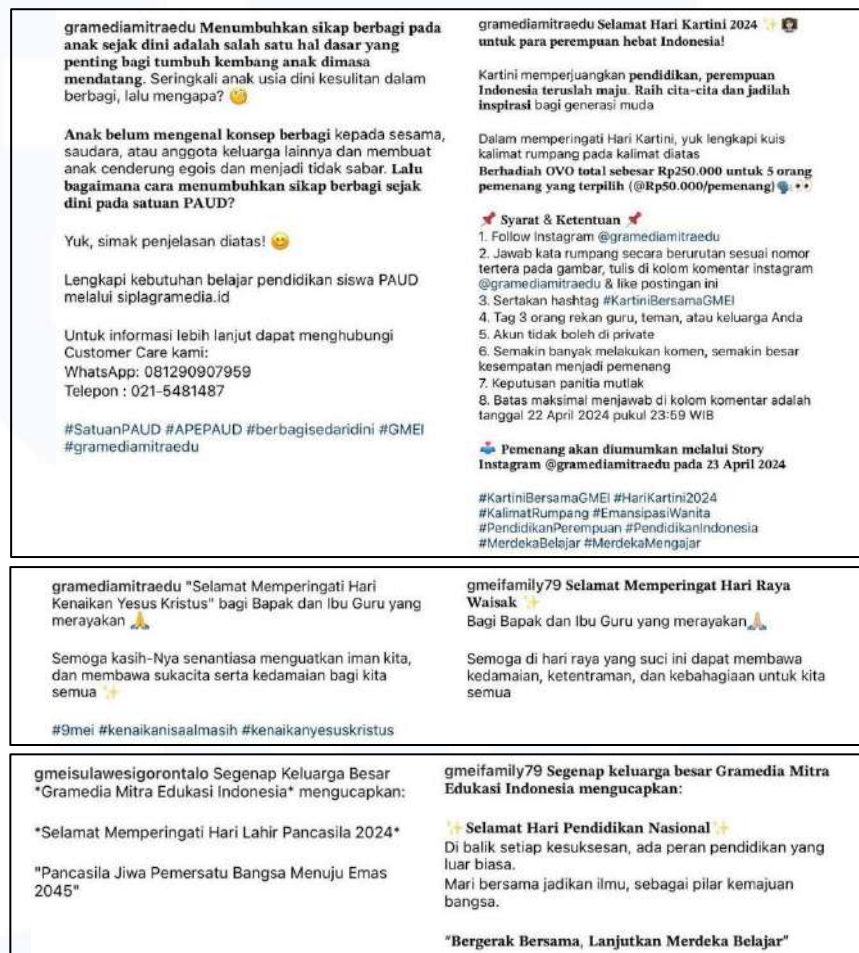 gramediamitraedu Menumbuhkan sikap berbagi pada
anak sejak dini adalah salah satu hal dasar yang
penting bagi tumbuh kembang anak dimasa
mendatang. Seringkali anak usia dini kesulitan dalam
berbagi, lalu mengapa? 🧐
Anak belum mengenal konsep berbagi kepada sesama,
saudara, atau anggota keluarga lainnya dan membuat
anak cenderung egois dan menjadi tidak sabar. Lalu
bagaimana cara menumbuhkan sikap berbagi sejak
dini pada satuan PAUD?
Yuk, simak penjelasan diatas! 😊
Lengkapi kebutuhan belajar pendidikan siswa PAUD
melalui siplagramedia.id
Untuk informasi lebih lanjut dapat menghubungi
Customer Care kami:
WhatsApp: 081290907959
Telepon : 021-5481487
#SatuanPAUD #APEPAUD #berbagisedaridini #GMEI
#gramediamitraedu
gramediamitraedu Selamat Hari Kartini 2024 ✨ 👩🏻‍🏫
untuk para perempuan hebat Indonesia!
Kartini memperjuangkan pendidikan, perempuan
Indonesia teruslah maju. Raih cita-cita dan jadilah
inspirasi bagi generasi muda
Dalam memperingati Hari Kartini, yuk lengkapi kuis
kalimat rumpang pada kalimat diatas
Berhadiah OVO total sebesar Rp250.000 untuk 5 orang
pemenang yang terpilih (@Rp50.000/pemenang)🗣️👀
📌 Syarat & Ketentuan 📌
1. Follow Instagram @gramediamitraedu
2. Jawab kata rumpang secara berurutan sesuai nomor
tertera pada gambar, tulis di kolom komentar instagram
@gramediamitraedu & like postingan ini
3. Sertakan hashtag #KartiniBersamaGMEI
4. Tag 3 orang rekan guru, teman, atau keluarga Anda
5. Akun tidak boleh di private
6. Semakin banyak melakukan komen, semakin besar
kesempatan menjadi pemenang
7. Keputusan panitia mutlak
8. Batas maksimal menjawab di kolom komentar adalah
tanggal 22 April 2024 pukul 23:59 WIB
🗳️ Pemenang akan diumumkan melalui Story
Instagram @gramediamitraedu pada 23 April 2024
#KartiniBersamaGMEI #HariKartini2024
#KalimatRumpang #EmansipasiWanita
#PendidikanPerempuan #PendidikanIndonesia
#MerdekaBelajar #MerdekaMengajar
gramediamitraedu "Selamat Memperingati Hari
Kenaikan Yesus Kristus" bagi Bapak dan Ibu Guru yang
merayakan 🙏
Semoga kasih-Nya senantiasa menguatkan iman kita,
dan membawa sukacita serta kedamaian bagi kita
semua ✨
#9mei #kenaikanisaalmasih #kenaikanyesuskristus
gmeifamily79 Selamat Memperingat Hari Raya
Waisak ✨
Bagi Bapak dan Ibu Guru yang merayakan🙏🏻
Semoga di hari raya yang suci ini dapat membawa
kedamaian, ketentraman, dan kebahagiaan untuk kita
semua
gmeisulawesigorontalo Segenap Keluarga Besar
*Gramedia Mitra Edukasi Indonesia* mengucapkan:
*Selamat Memperingati Hari Lahir Pancasila 2024*
"Pancasila Jiwa Pemersatu Bangsa Menuju Emas
2045"
gmeifamily79 Segenap keluarga besar Gramedia Mitra
Edukasi Indonesia mengucapkan:
✨Selamat Hari Pendidikan Nasional✨
Di balik setiap kesuksesan, ada peran pendidikan yang
luar biasa.
Mari bersama jadikan ilmu, sebagai pilar kemajuan
bangsa.
"Bergerak Bersama, Lanjutkan Merdeka Belajar"